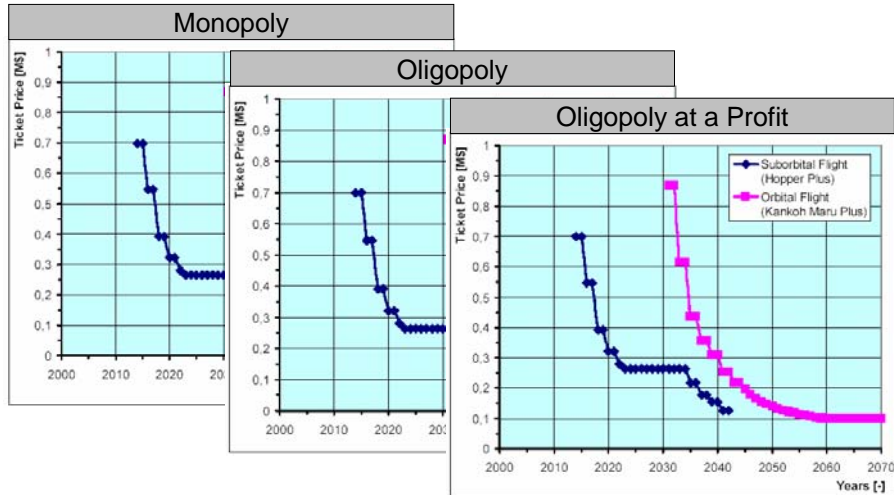 Monopoly
Ticket Price [M$]
1
0,9
0,8
0,7
0,6
0,5
0,4
0,3
0,2
0,1
0
2000 2010 2020
Oligopoly
Ticket Price [M$]
1
0,9
0,8
0,7
0,6
0,5
0,4
0,3
0,2
0,1
0
2000 2010 2020
Oligopoly at a Profit
Ticket Price [M$]
1
0,9
0,8
0,7
0,6
0,5
0,4
0,3
0,2
0,1
0
Suborbital Flight
(Hopper Plus)
Orbital Flight
(Kankoh Maru Plus)
2000 2010 2020 2030 2040 2050 2060 2070
Years [-]